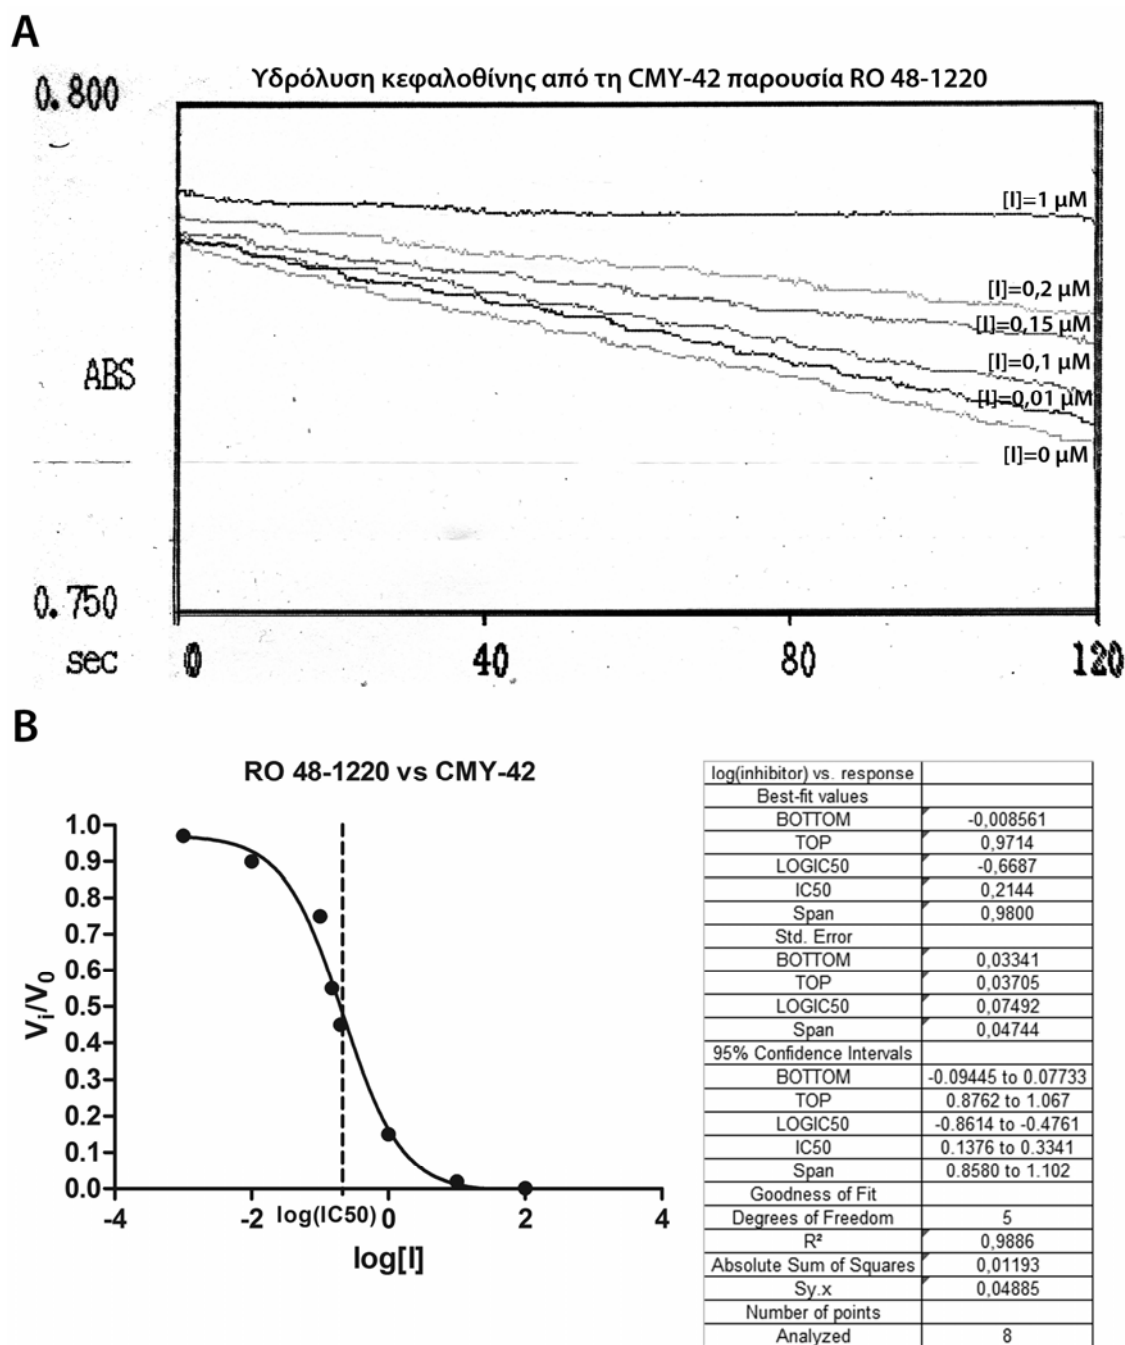 A
Υδρόλυση κεφαλοθίνης από τη CMY-42 παρουσία RO 48-1220
0.800
[I]=1 μM
[I]=0,2 μM
[I]=0,15 μM
[I]=0,1 μM
[I]=0,01 μM
[I]=0 μM
ABS
0.750
sec 0 40 80 120
B
RO 48-1220 vs CMY-42
1.0
0.9
0.8
0.7
0.6
0.5
0.4
0.3
0.2
0.1
0.0
Vi/V0
-4 -2 log(IC50) 0 2 4
log[I]
log(inhibitor) vs. response
Best-fit values
BOTTOM -0,008561
TOP 0,9714
LOGIC50 -0,6687
IC50 0,2144
Span 0,9800
Std. Error
BOTTOM 0,03341
TOP 0,03705
LOGIC50 0,07492
Span 0,04744
95% Confidence Intervals
BOTTOM -0.09445 to 0.07733
TOP 0.8762 to 1.067
LOGIC50 -0.8614 to -0.4761
IC50 0.1376 to 0.3341
Span 0.8580 to 1.102
Goodness of Fit
Degrees of Freedom 5
R² 0,9886
Absolute Sum of Squares 0,01193
Sy.x 0,04885
Number of points
Analyzed 8